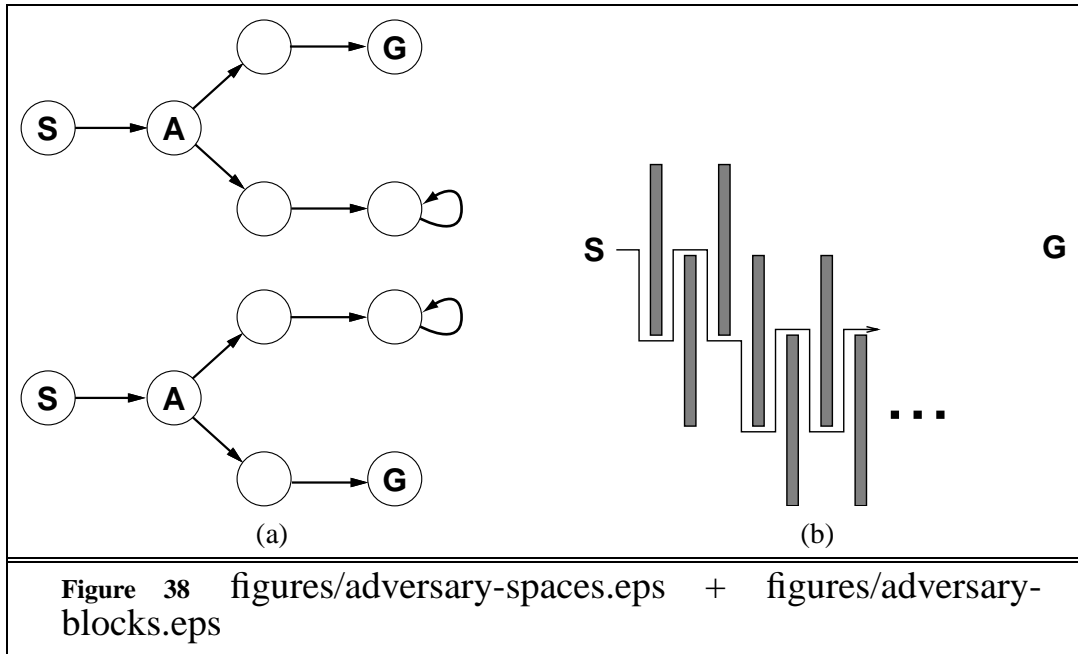 G
S A
S G
S A
G
(a) (b)
Figure 38 figures/adversary-spaces.eps + figures/adversary-
blocks.eps